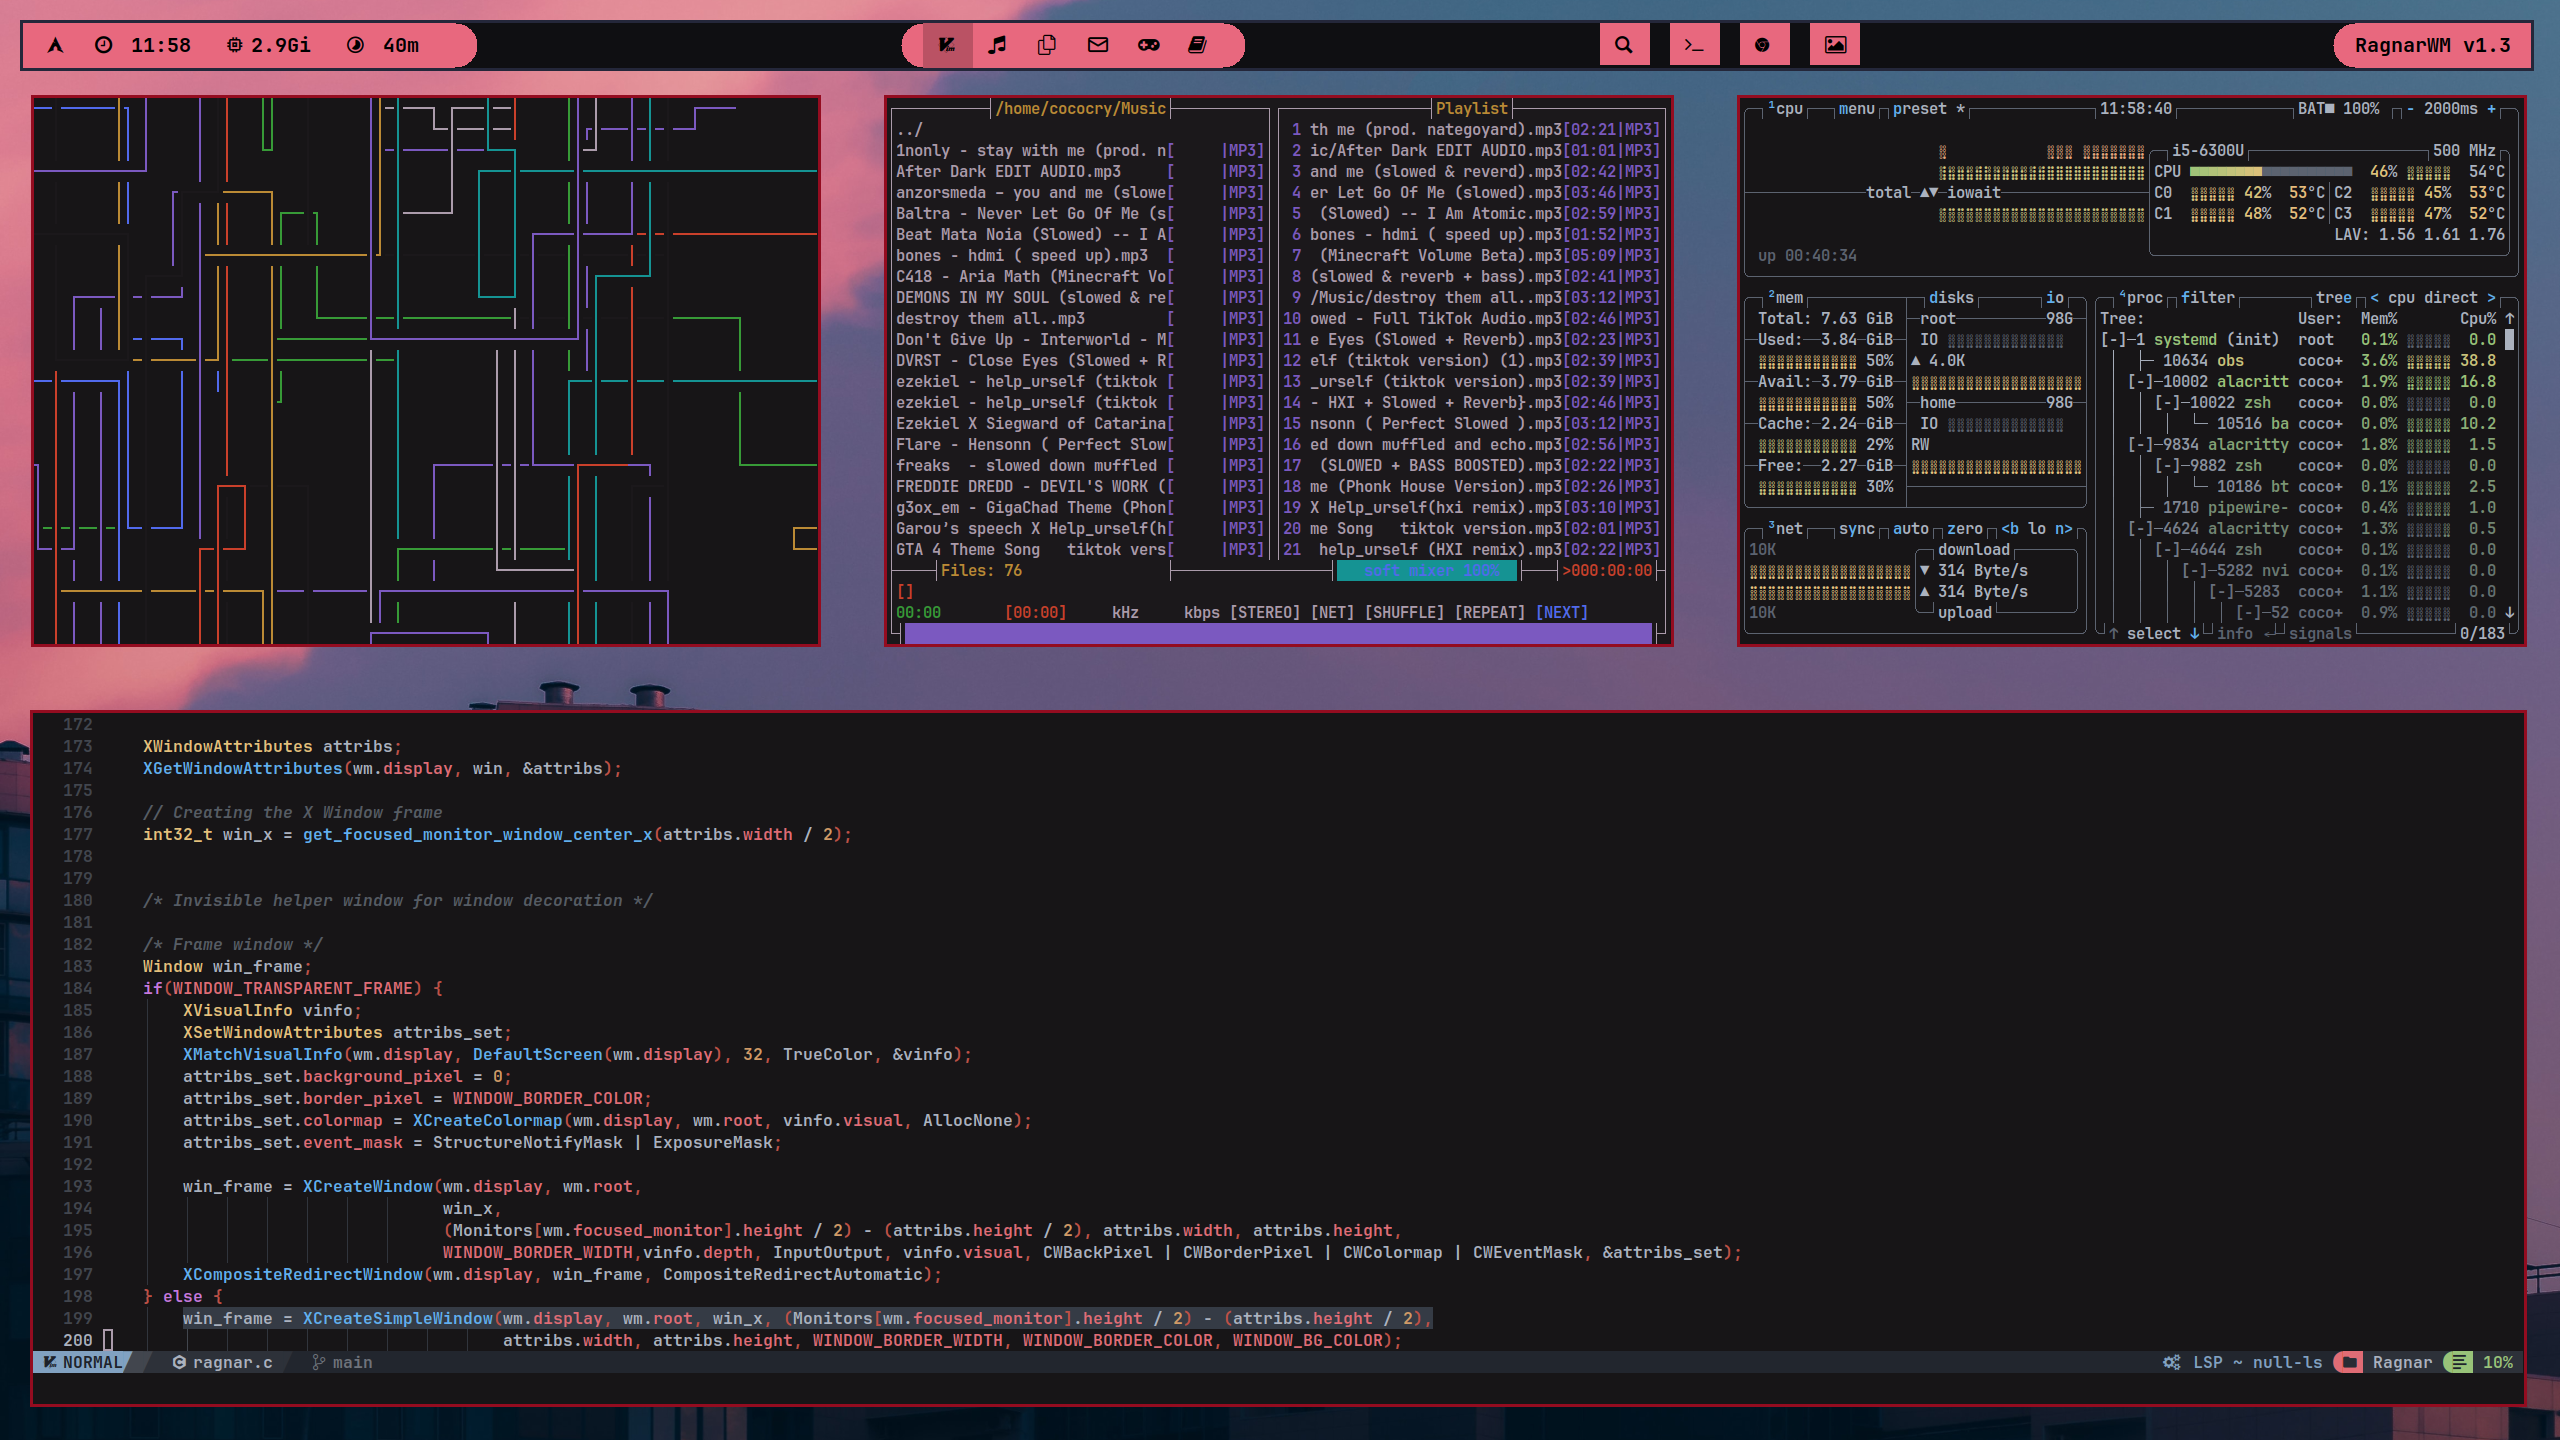 11:58 2.9Gi 40m
RagnarWM v1.3
/home/cococry/Music
../
1nonly - stay with me (prod. n[ |MP3]
After Dark EDIT AUDIO.mp3 [ |MP3]
anzorsmeda - you and me (slowe[ |MP3]
Baltra - Never Let Go Of Me (s[ |MP3]
Beat Mata Noia (Slowed) -- I A[ |MP3]
bones - hdmi ( speed up).mp3 [ |MP3]
C418 - Aria Math (Minecraft Vo[ |MP3]
DEMONS IN MY SOUL (slowed & re[ |MP3]
destroy them all..mp3 [ |MP3]
Don't Give Up - Interworld - M[ |MP3]
DVRST - Close Eyes (Slowed + R[ |MP3]
ezekiel - help_urself (tiktok [ |MP3]
ezekiel - help_urself (tiktok [ |MP3]
Ezekiel X Siegward of Catarina[ |MP3]
Flare - Hensonn ( Perfect Slow[ |MP3]
freaks  - slowed down muffled [ |MP3]
FREDDIE DREDD - DEVIL'S WORK ([ |MP3]
g3ox_em - GigaChad Theme (Phon[ |MP3]
Garou's speech X Help_urself(h[ |MP3]
GTA 4 Theme Song   tiktok vers[ |MP3]
Playlist
1 th me (prod. nategoyard).mp3[02:21|MP3]
2 ic/After Dark EDIT AUDIO.mp3[01:01|MP3]
3 and me (slowed & reverd).mp3[02:42|MP3]
4 er Let Go Of Me (slowed).mp3[03:46|MP3]
5  (Slowed) -- I Am Atomic.mp3[02:59|MP3]
6 bones - hdmi ( speed up).mp3[01:52|MP3]
7  (Minecraft Volume Beta).mp3[05:09|MP3]
8 (slowed & reverb + bass).mp3[02:41|MP3]
9 /Music/destroy them all..mp3[03:12|MP3]
10 owed - Full TikTok Audio.mp3[02:46|MP3]
11 e Eyes (Slowed + Reverb).mp3[02:23|MP3]
12 elf (tiktok version) (1).mp3[02:39|MP3]
13 _urself (tiktok version).mp3[02:39|MP3]
14 - HXI + Slowed + Reverb}.mp3[02:46|MP3]
15 nsonn ( Perfect Slowed ).mp3[03:12|MP3]
16 ed down muffled and echo.mp3[02:56|MP3]
17  (SLOWED + BASS BOOSTED).mp3[02:22|MP3]
18 me (Phonk House Version).mp3[02:26|MP3]
19 X Help_urself(hxi remix).mp3[03:10|MP3]
20 me Song   tiktok version.mp3[02:01|MP3]
21  help_urself (HXI remix).mp3[02:22|MP3]
Files: 76 soft mixer 100% >000:00:00
[]
00:00 [00:00] kHz kbps [STEREO] [NET] [SHUFFLE] [REPEAT] [NEXT]
¹cpu menu preset * 11:58:40 BAT■ 100% - 2000ms +
i5-6300U 500 MHz
CPU 46% 54°C
total ▲▼ iowait
C0 42% 53°C C2 45% 53°C
C1 48% 52°C C3 47% 52°C
LAV: 1.56 1.61 1.76
up 00:40:34
²mem disks io
Total: 7.63 GiB root 98G
Used: 3.84 GiB IO
50% ▲ 4.0K
Avail: 3.79 GiB
50% home 98G
Cache: 2.24 GiB IO
29% RW
Free: 2.27 GiB
30%
³net sync auto zero <b lo n>
10K download
▼ 314 Byte/s
▲ 314 Byte/s
10K upload
⁴proc filter tree < cpu direct >
Tree: User: Mem% Cpu% ↑
[-]-1 systemd (init) root 0.1% 0.0
10634 obs coco+ 3.6% 38.8
[-]-10002 alacritt coco+ 1.9% 16.8
[-]-10022 zsh coco+ 0.0% 0.0
10516 ba coco+ 0.0% 10.2
[-]-9834 alacritty coco+ 1.8% 1.5
[-]-9882 zsh coco+ 0.0% 0.0
10186 bt coco+ 0.1% 2.5
1710 pipewire- coco+ 0.4% 1.0
[-]-4624 alacritty coco+ 1.3% 0.5
[-]-4644 zsh coco+ 0.1% 0.0
[-]-5282 nvi coco+ 0.1% 0.0
[-]-5283 coco+ 1.1% 0.0
[-]-52 coco+ 0.9% 0.0 ↓
↑ select ↓ info ↵ signals 0/183
172
173 XWindowAttributes attribs;
174 XGetWindowAttributes(wm.display, win, &attribs);
175
176 // Creating the X Window frame
177 int32_t win_x = get_focused_monitor_window_center_x(attribs.width / 2);
178
179
180 /* Invisible helper window for window decoration */
181
182 /* Frame window */
183 Window win_frame;
184 if(WINDOW_TRANSPARENT_FRAME) {
185 XVisualInfo vinfo;
186 XSetWindowAttributes attribs_set;
187 XMatchVisualInfo(wm.display, DefaultScreen(wm.display), 32, TrueColor, &vinfo);
188 attribs_set.background_pixel = 0;
189 attribs_set.border_pixel = WINDOW_BORDER_COLOR;
190 attribs_set.colormap = XCreateColormap(wm.display, wm.root, vinfo.visual, AllocNone);
191 attribs_set.event_mask = StructureNotifyMask | ExposureMask;
192
193 win_frame = XCreateWindow(wm.display, wm.root,
194 win_x,
195 (Monitors[wm.focused_monitor].height / 2) - (attribs.height / 2), attribs.width, attribs.height,
196 WINDOW_BORDER_WIDTH,vinfo.depth, InputOutput, vinfo.visual, CWBackPixel | CWBorderPixel | CWColormap | CWEventMask, &attribs_set);
197 XCompositeRedirectWindow(wm.display, win_frame, CompositeRedirectAutomatic);
198 } else {
199 win_frame = XCreateSimpleWindow(wm.display, wm.root, win_x, (Monitors[wm.focused_monitor].height / 2) - (attribs.height / 2),
200 attribs.width, attribs.height, WINDOW_BORDER_WIDTH, WINDOW_BORDER_COLOR, WINDOW_BG_COLOR);
NORMAL ragnar.c main LSP ~ null-ls Ragnar 10%